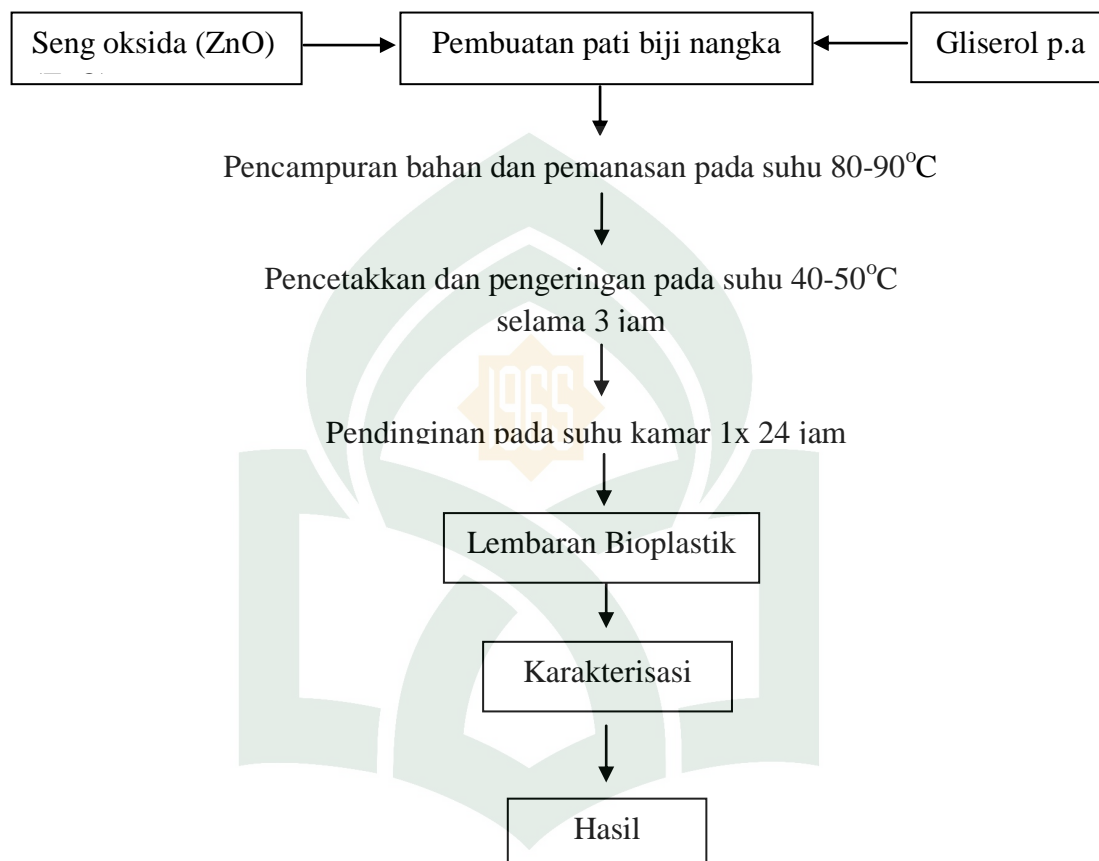 Seng oksida (ZnO)
Pembuatan pati biji nangka
Gliserol p.a
Pencampuran bahan dan pemanasan pada suhu 80-90°C
Pencetakkan dan pengeringan pada suhu 40-50°C
selama 3 jam
1965
Pendinginan pada suhu kamar 1x 24 jam
Lembaran Bioplastik
Karakterisasi
Hasil